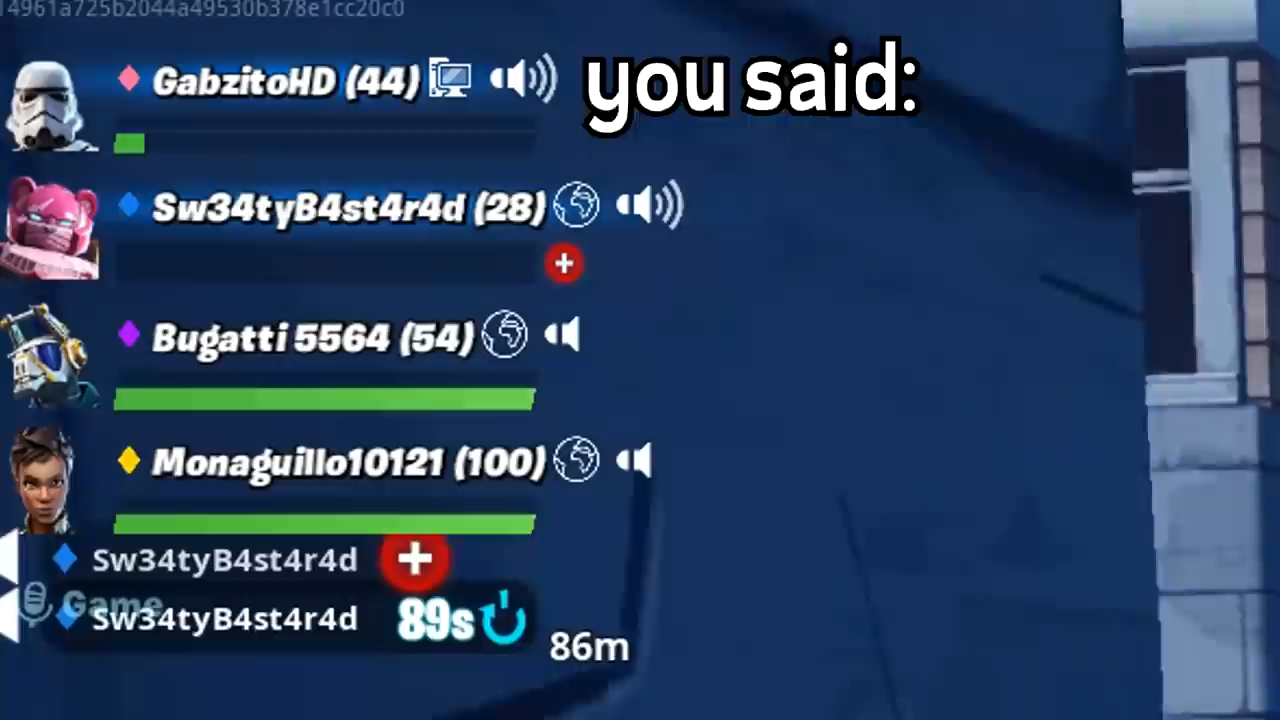 14961a725b2044a49530b378e1cc20c0
GabzitoHD (44)
you said:
Sw34tyB4st4r4d (28)
Bugatti 5564 (54)
Monaguillo10121 (100)
Sw34tyB4st4r4d
Game
Sw34tyB4st4r4d 89s
86m